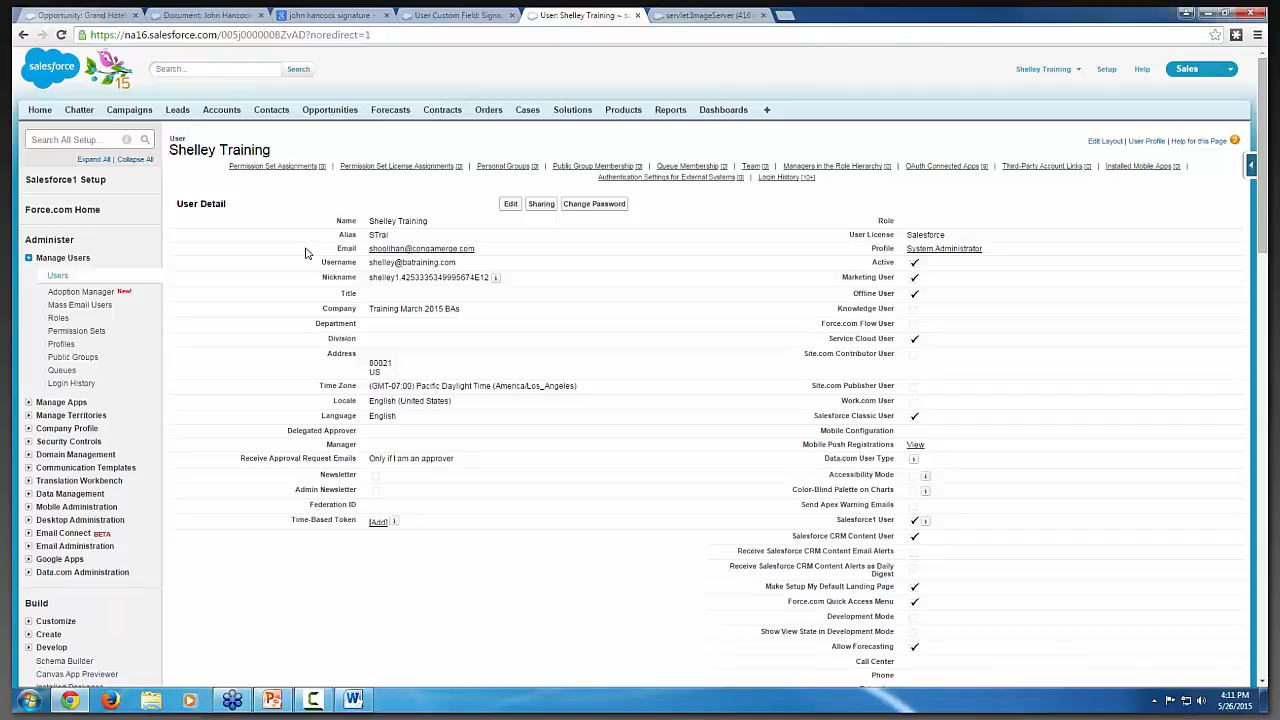 Opportunity: Grand Hotel
Document: John Hancock
john hancock signature -
User Custom Field: Signa
User: Shelley Training ~ s
servlet.ImageServer (416×
https://na16.salesforce.com/005j000000BZvAD?noredirect=1
salesforce
15
Search...
Search
Shelley Training
Setup
Help
Sales
Home
Chatter
Campaigns
Leads
Accounts
Contacts
Opportunities
Forecasts
Contracts
Orders
Cases
Solutions
Products
Reports
Dashboards
+
Search All Setup...
Expand All | Collapse All
Salesforce1 Setup
Force.com Home
Administer
Manage Users
Users
Adoption Manager New!
Mass Email Users
Roles
Permission Sets
Profiles
Public Groups
Queues
Login History
Manage Apps
Manage Territories
Company Profile
Security Controls
Domain Management
Communication Templates
Translation Workbench
Data Management
Mobile Administration
Desktop Administration
Email Connect BETA
Email Administration
Google Apps
Data.com Administration
Build
Customize
Create
Develop
Schema Builder
Canvas App Previewer
Installed Packages
User
Shelley Training
Edit Layout | User Profile | Help for this Page
Permission Set Assignments [0] | Permission Set License Assignments [0] | Personal Groups [0] | Public Group Membership [0] | Queue Membership [0] | Team [0] | Managers in the Role Hierarchy [0] | OAuth Connected Apps [9] | Third-Party Account Links [0] | Installed Mobile Apps [0] |
Authentication Settings for External Systems [0] | Login History [10+]
User Detail
Edit
Sharing
Change Password
Name Shelley Training
Alias STrai
Email shoolihan@congamerge.com
Username shelley@batraining.com
Nickname shelley1.4253335349995674E12
Title
Company Training March 2015 BAs
Department
Division
Address
80021
US
Time Zone (GMT-07:00) Pacific Daylight Time (America/Los_Angeles)
Locale English (United States)
Language English
Delegated Approver
Manager
Receive Approval Request Emails Only if I am an approver
Newsletter
Admin Newsletter
Federation ID
Time-Based Token [Add]
Role
User License Salesforce
Profile System Administrator
Active
Marketing User
Offline User
Knowledge User
Force.com Flow User
Service Cloud User
Site.com Contributor User
Site.com Publisher User
Work.com User
Salesforce Classic User
Mobile Configuration
Mobile Push Registrations View
Data.com User Type
Accessibility Mode
Color-Blind Palette on Charts
Send Apex Warning Emails
Salesforce1 User
Salesforce CRM Content User
Receive Salesforce CRM Content Email Alerts
Receive Salesforce CRM Content Alerts as Daily
Digest
Make Setup My Default Landing Page
Force.com Quick Access Menu
Development Mode
Show View State in Development Mode
Allow Forecasting
Call Center
Phone
4:11 PM
5/26/2015